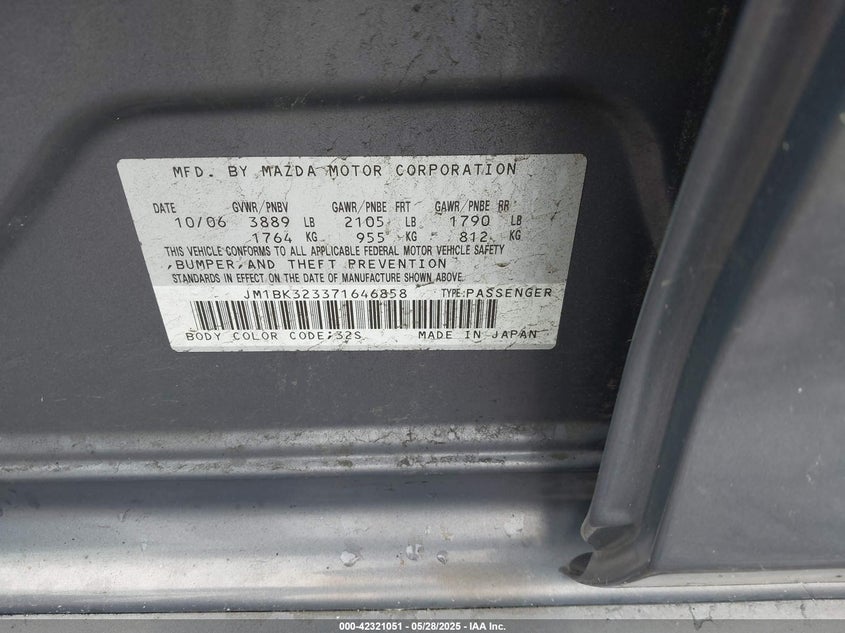 MFD. BY MAZDA MOTOR CORPORATION
DATE GVWR/PNBV GAWR/PNBE FRT GAWR/PNBE RR
10/06 3889 LB 2105 LB 1790 LB
1764 KG 955 KG 812 KG
THIS VEHICLE CONFORMS TO ALL APPLICABLE FEDERAL MOTOR VEHICLE SAFETY
,BUMPER,AND THEFT PREVENTION
STANDARDS IN EFFECT ON THE DATE OF MANUFACTURE SHOWN ABOVE.
JM1BK323371646858 TYPE:PASSENGER
BODY COLOR CODE:32S MADE IN JAPAN
000-42321051 - 05/28/2025 - IAA Inc.